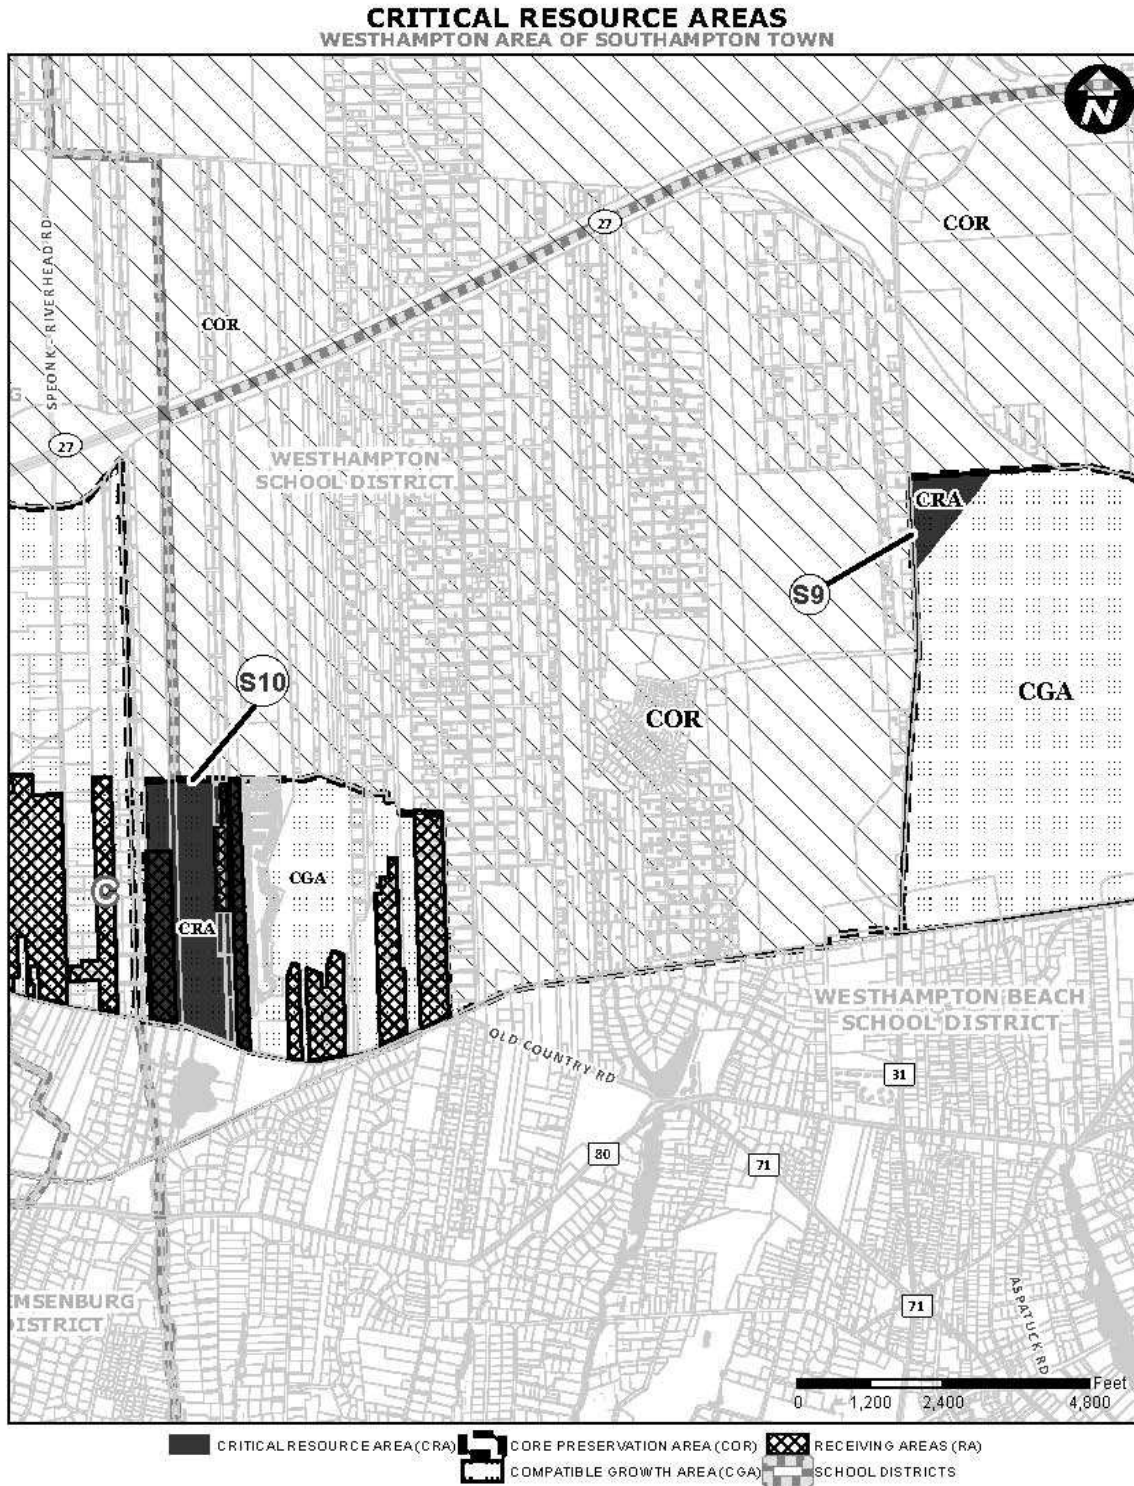 CRITICAL RESOURCE AREAS
WESTHAMPTON AREA OF SOUTHAMPTON TOWN
N
COR
27
SPEONK - RIVERHEAD RD
COR
G
27
WESTHAMPTON
SCHOOL DISTRICT
CRA
S9
S10
CGA
COR
CGA
C
CRA
WESTHAMPTON BEACH
SCHOOL DISTRICT
OLD COUNTRY RD
31
80
71
EMSENBURG
DISTRICT
71
ASPATUCK RD
Feet
0 1,200 2,400 4,800
CRITICAL RESOURCE AREA (CRA) CORE PRESERVATION AREA (COR) RECEIVING AREAS (RA)
COMPATIBLE GROWTH AREA (CGA) SCHOOL DISTRICTS